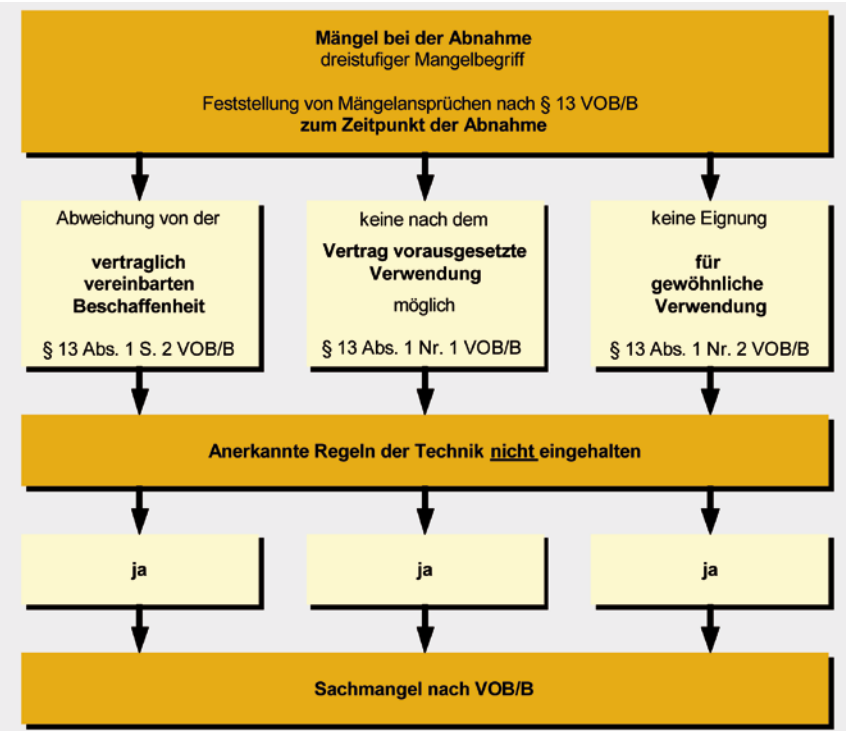 Mängel bei der Abnahme
dreistufiger Mangelbegriff
Feststellung von Mängelansprüchen nach § 13 VOB/B
zum Zeitpunkt der Abnahme
Abweichung von der
vertraglich
vereinbarten
Beschaffenheit
§ 13 Abs. 1 S. 2 VOB/B
keine nach dem
Vertrag vorausgesetzte
Verwendung
möglich
§ 13 Abs. 1 Nr. 1 VOB/B
keine Eignung
für
gewöhnliche
Verwendung
§ 13 Abs. 1 Nr. 2 VOB/B
Anerkannte Regeln der Technik nicht eingehalten
ja
ja
ja
Sachmangel nach VOB/B